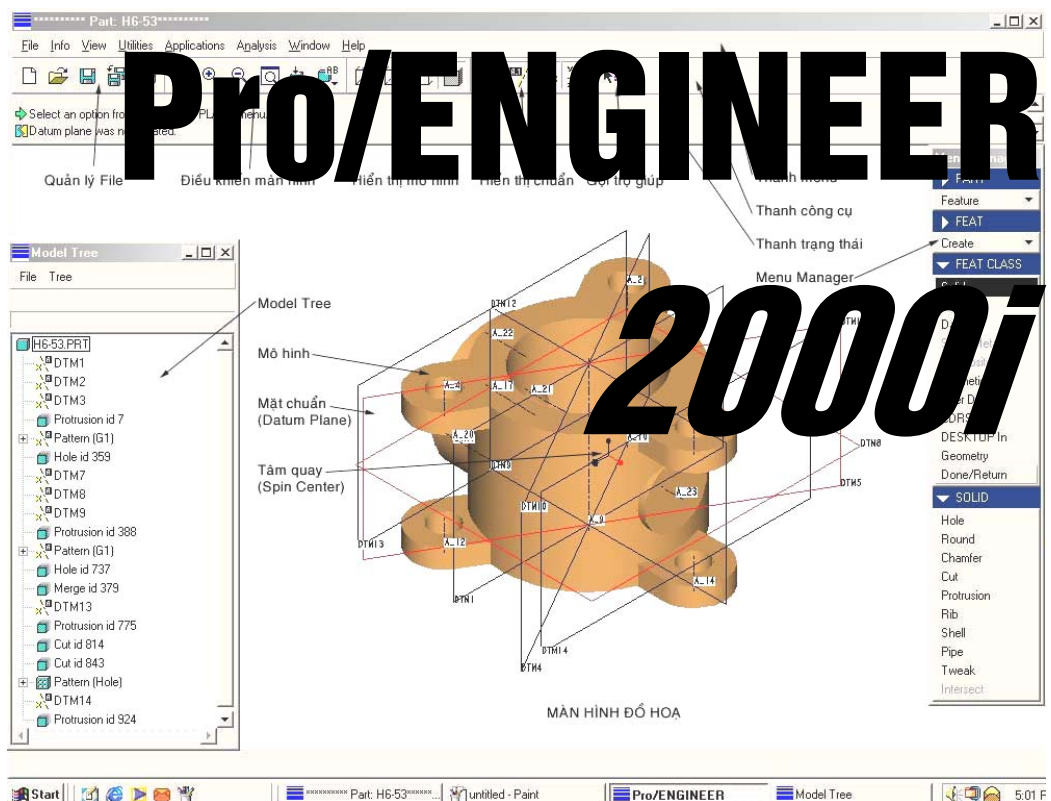 ********** Part: H6-53**********
File Info View Utilities Applications Analysis Window Help
Pro/ENGINEER
2000i
Select an option from menu.
Datum plane was
Quản lý File
Điều khiển màn hình
Hiển thị mô hình
Hiển thị chuẩn
Gọi trợ giúp
Thanh menu
Thanh công cụ
Thanh trạng thái
Menu Manager
Model Tree
File Tree
H6-53.PRT
DTM1
DTM2
DTM3
Protrusion id 7
Pattern (G1)
Hole id 359
DTM7
DTM8
DTM9
Protrusion id 388
Pattern (G1)
Hole id 737
Merge id 379
DTM13
Protrusion id 775
Cut id 814
Cut id 843
Pattern (Hole)
DTM14
Protrusion id 924
Model Tree
Mô hình
Mặt chuẩn
(Datum Plane)
Tâm quay
(Spin Center)
DTM12
A_2
A_22
A_4
A_17
A_21
A_20
DTM9
DTM10
A_23
A_9
DTM13
A_12
A_14
DTM1
DTM14
DTM4
DTM5
MÀN HÌNH ĐỒ HOẠ
PART
Feature
FEAT
Create
FEAT CLASS
DESKTOP In
Geometry
Done/Return
SOLID
Hole
Round
Chamfer
Cut
Protrusion
Rib
Shell
Pipe
Tweak
Intersect
Start
********** Part: H6-53******...
untitled - Paint
Pro/ENGINEER
Model Tree
5:01